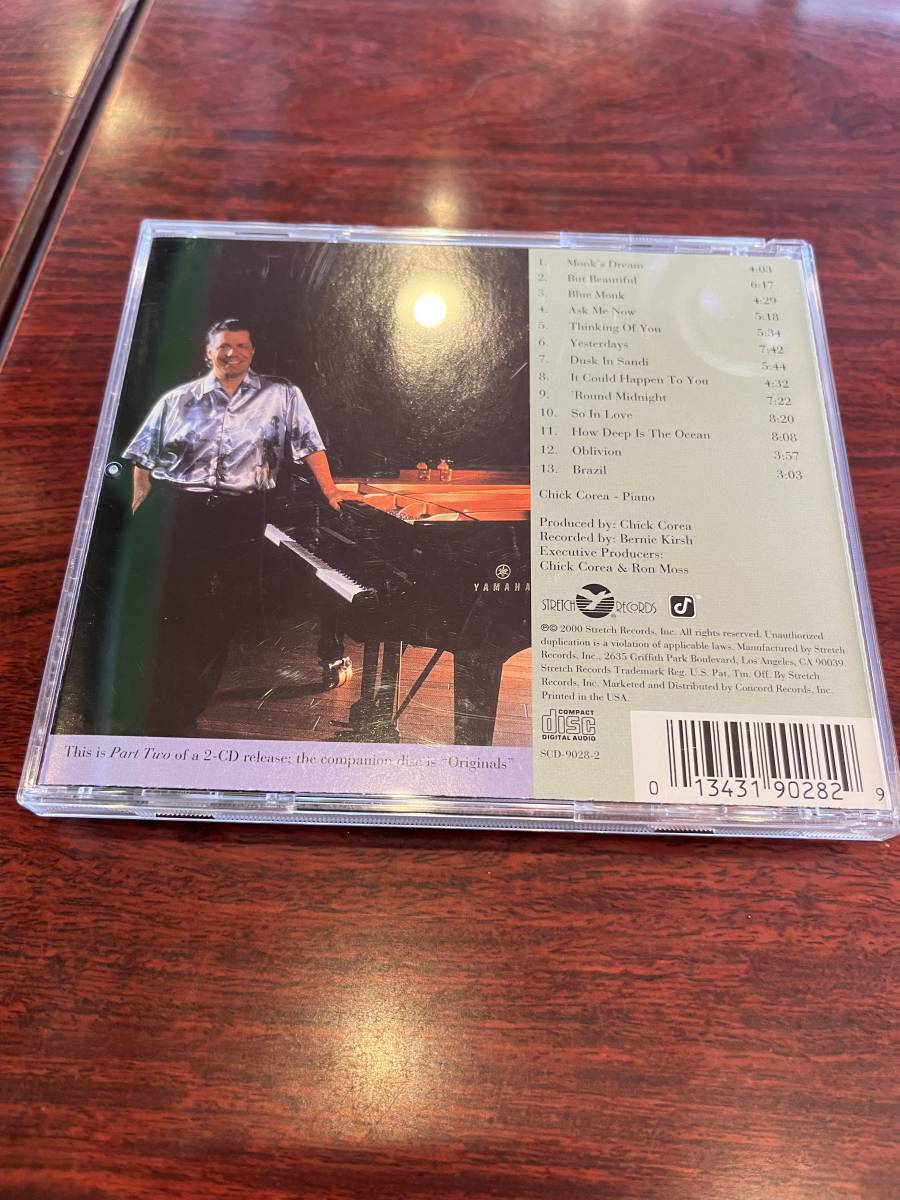 1. Monk's Dream 4:03
2. But Beautiful 6:17
3. Blue Monk 4:29
4. Ask Me Now 5:18
5. Thinking Of You 5:34
6. Yesterdays 7:42
7. Dusk In Sandi 5:44
8. It Could Happen To You 4:32
9. 'Round Midnight 7:22
10. So In Love 8:20
11. How Deep Is The Ocean 8:08
12. Oblivion 3:57
13. Brazil 3:03
Chick Corea - Piano
Produced by: Chick Corea
Recorded by: Bernie Kirsh
Executive Producers:
Chick Corea & Ron Moss
YAMAHA
STRETCH RECORDS ®
℗© 2000 Stretch Records, Inc. All rights reserved. Unauthorized
duplication is a violation of applicable laws. Manufactured by Stretch
Records, Inc., 2635 Griffith Park Boulevard, Los Angeles, CA 90039.
Stretch Records Trademark Reg. U.S. Pat. Tm. Off. By Stretch
Records, Inc. Marketed and Distributed by Concord Records, Inc.
Printed in the USA.
COMPACT
disc
DIGITAL AUDIO
SCD-9028-2
This is Part Two of a 2-CD release; the companion disc is "Originals"
0 13431 90282 9